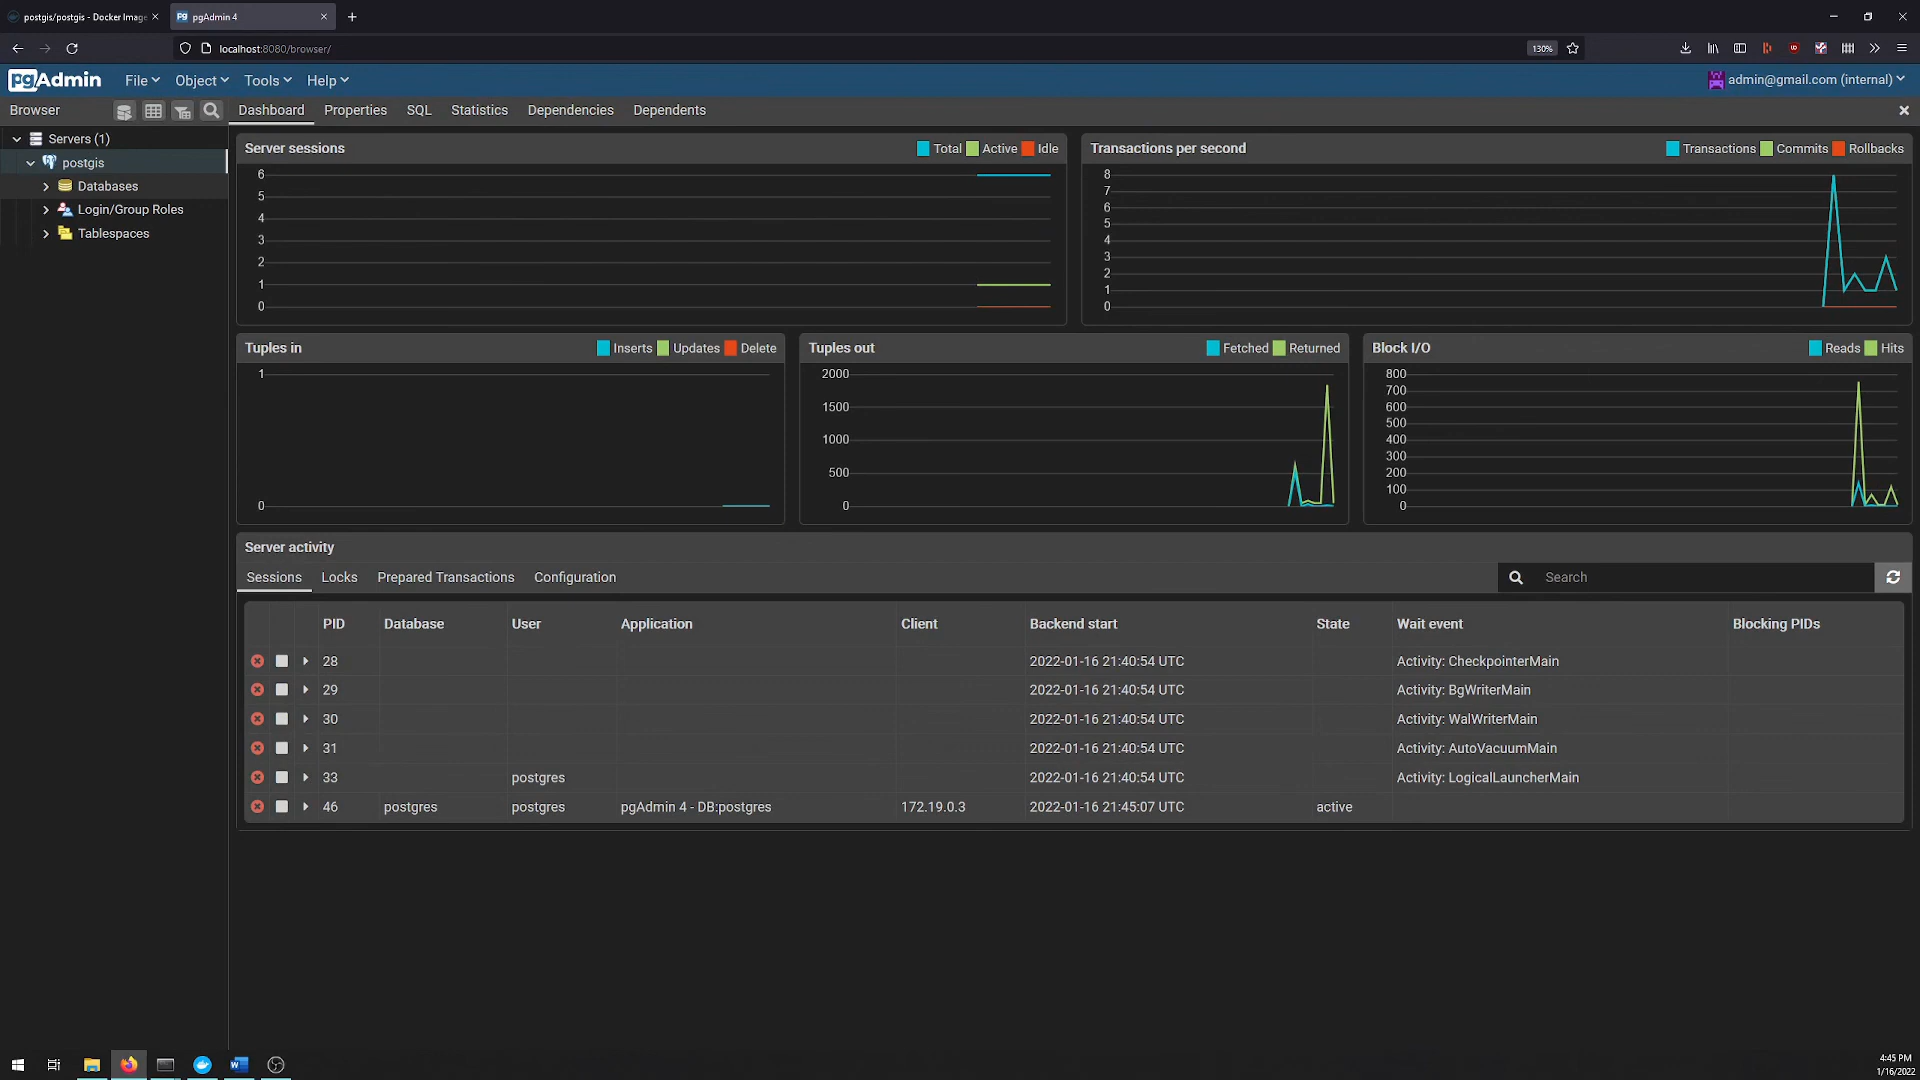 postgis/postgis - Docker Image
pgAdmin 4
localhost:8080/browser/
130%
pgAdmin
File
Object
Tools
Help
admin@gmail.com (internal)
Browser
Dashboard
Properties
SQL
Statistics
Dependencies
Dependents
Servers (1)
postgis
Databases
Login/Group Roles
Tablespaces
Server sessions
Total
Active
Idle
6
5
4
3
2
1
0
Transactions per second
Transactions
Commits
Rollbacks
8
7
6
5
4
3
2
1
0
Tuples in
Inserts
Updates
Delete
1
0
Tuples out
Fetched
Returned
2000
1500
1000
500
0
Block I/O
Reads
Hits
800
700
600
500
400
300
200
100
0
Server activity
Sessions
Locks
Prepared Transactions
Configuration
Search
PID Database User Application Client Backend start State Wait event Blocking PIDs
28 2022-01-16 21:40:54 UTC Activity: CheckpointerMain
29 2022-01-16 21:40:54 UTC Activity: BgWriterMain
30 2022-01-16 21:40:54 UTC Activity: WalWriterMain
31 2022-01-16 21:40:54 UTC Activity: AutoVacuumMain
33 postgres 2022-01-16 21:40:54 UTC Activity: LogicalLauncherMain
46 postgres postgres pgAdmin 4 - DB:postgres 172.19.0.3 2022-01-16 21:45:07 UTC active
4:45 PM
1/16/2022